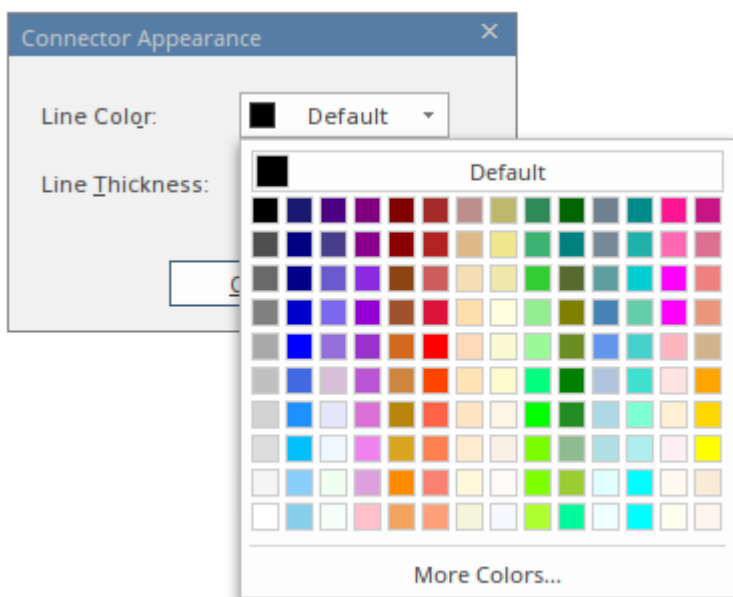 Connector Appearance
Line Color:
Default
Default
Line Thickness:
More Colors...